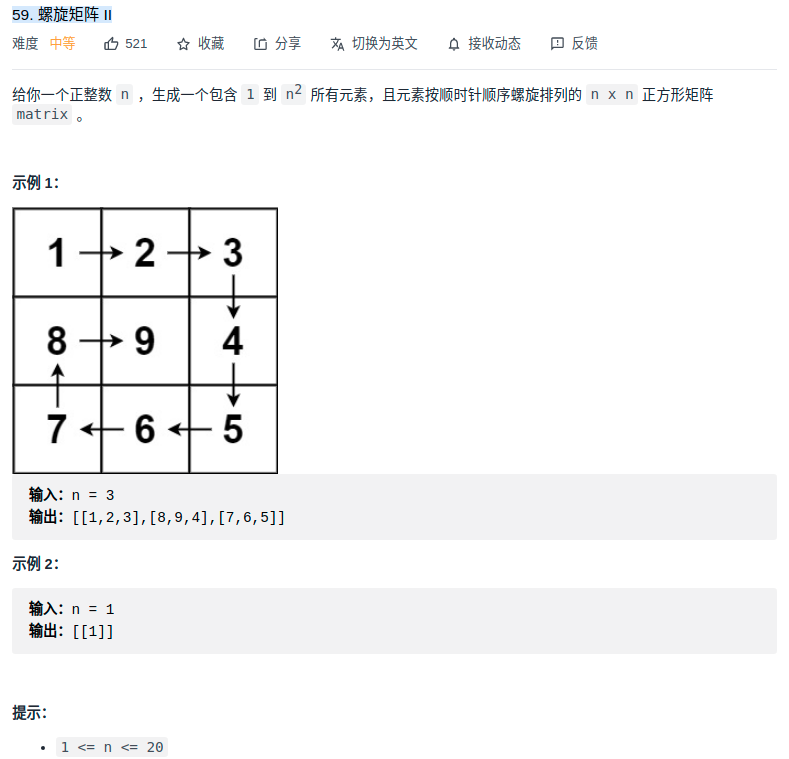 59. 螺旋矩阵 II
难度 中等 521 收藏 分享 切换为英文 接收动态 反馈
给你一个正整数 n ，生成一个包含 1 到 n2 所有元素，且元素按顺时针顺序螺旋排列的 n x n 正方形矩阵
matrix 。
示例 1：
1 2 3
8 9 4
7 6 5
输入：n = 3
输出：[[1,2,3],[8,9,4],[7,6,5]]
示例 2：
输入：n = 1
输出：[[1]]
提示：
• 1 <= n <= 20